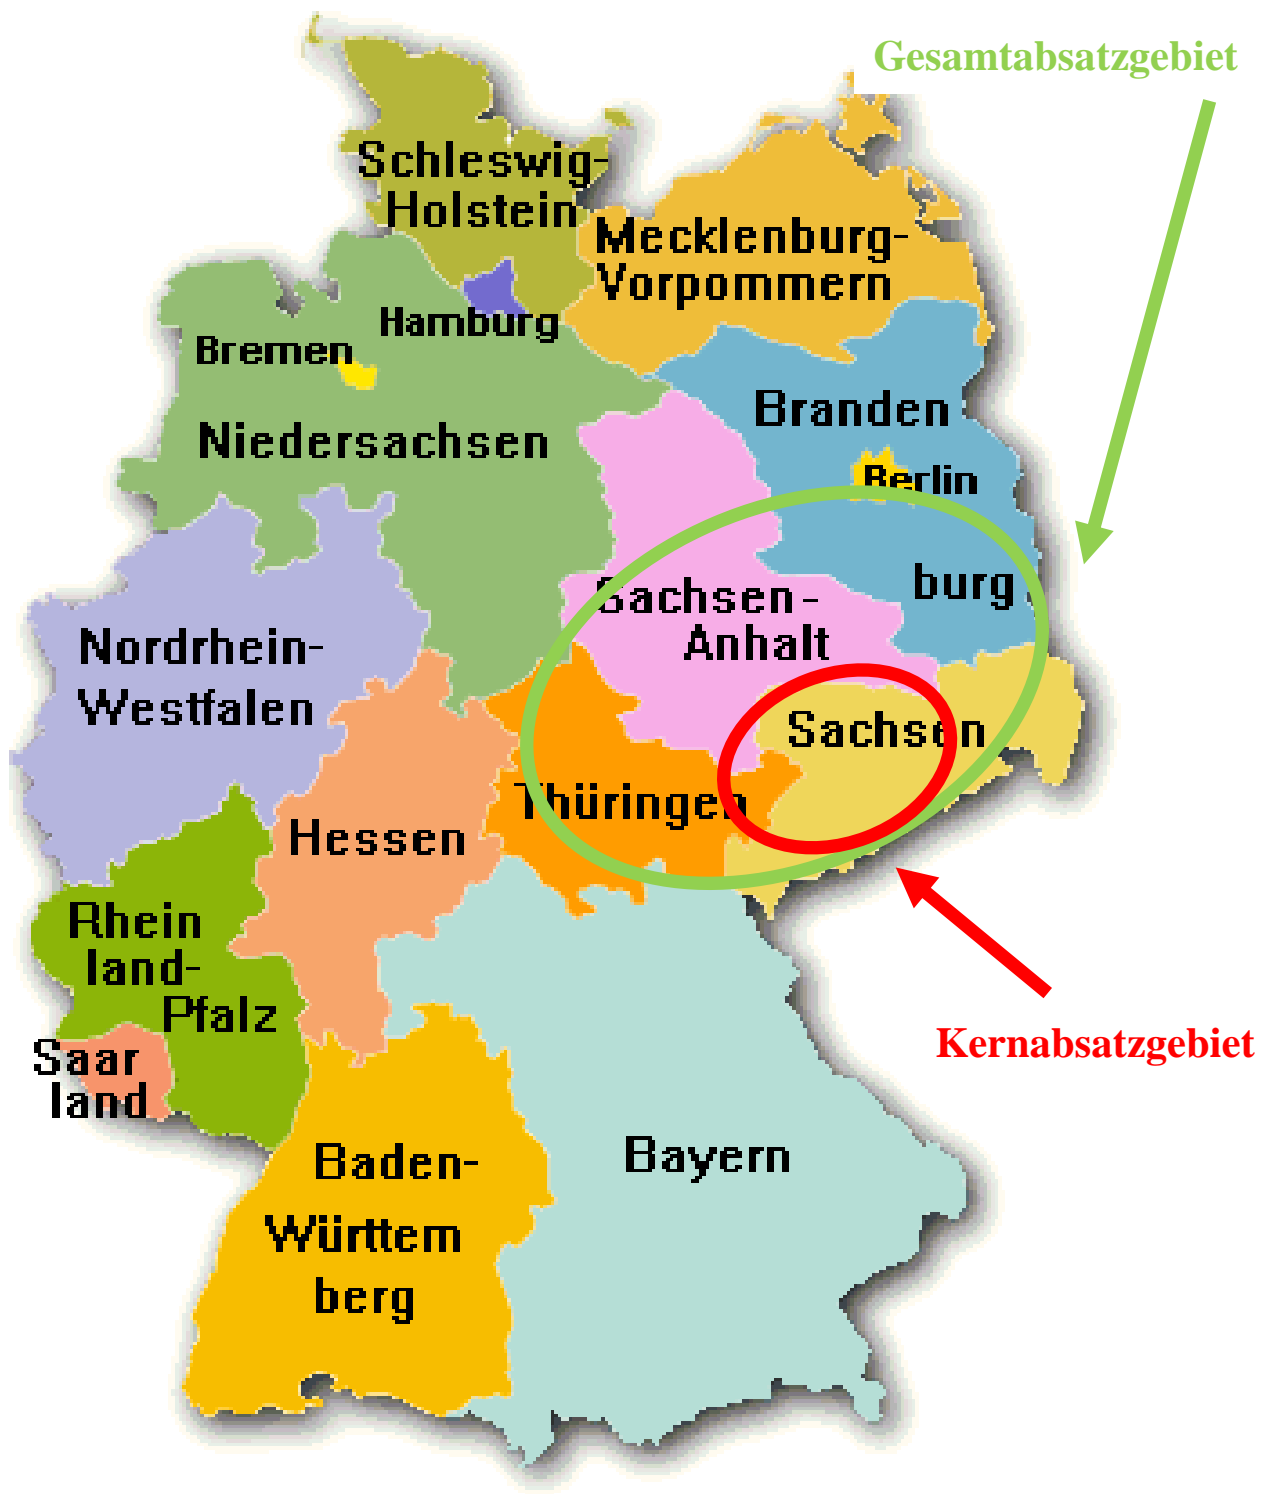 Gesamtabsatzgebiet
Schleswig-
Holstein
Mecklenburg-
Vorpommern
Hamburg
Bremen
Branden
Niedersachsen
Berlin
burg
Sachsen-
Anhalt
Nordrhein-
Westfalen
Sachsen
Thüringen
Hessen
Rhein
land-
Pfalz
Kernabsatzgebiet
Saar
land
Baden-
Württem
berg
Bayern